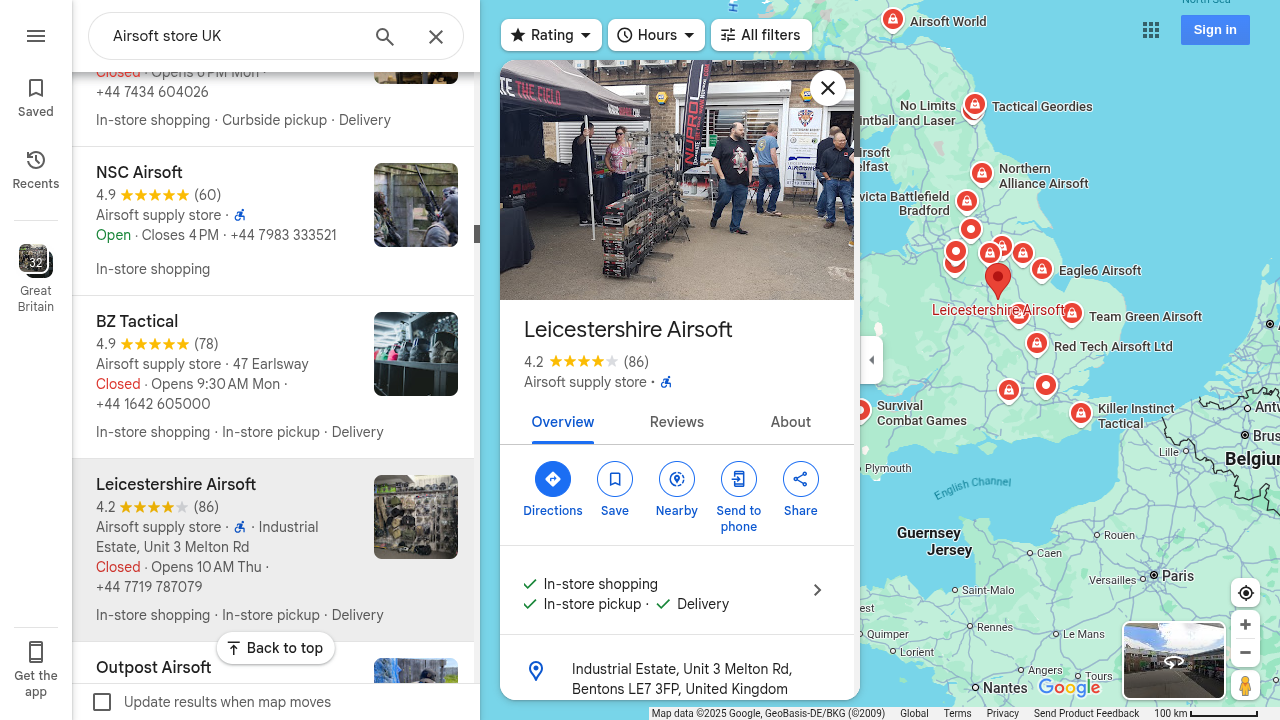 Airsoft store UK
Saved
Recents
32
Great
Britain
Get the
app
Closed · Opens 6 PM Mon ·
+44 7434 604026
In-store shopping · Curbside pickup · Delivery
NSC Airsoft
4.9 (60)
Airsoft supply store ·
Open · Closes 4 PM · +44 7983 333521
In-store shopping
BZ Tactical
4.9 (78)
Airsoft supply store · 47 Earlsway
Closed · Opens 9:30 AM Mon ·
+44 1642 605000
In-store shopping · In-store pickup · Delivery
Leicestershire Airsoft
4.2 (86)
Airsoft supply store · · Industrial
Estate, Unit 3 Melton Rd
Closed · Opens 10 AM Thu ·
+44 7719 787079
In-store shopping · In-store pickup · Delivery
Back to top
Outpost Airsoft
Update results when map moves
Rating
Hours
All filters
Sign in
THE FIELD
NUPROL
Leicestershire Airsoft
4.2 (86)
Airsoft supply store ·
Overview
Reviews
About
Directions
Save
Nearby
Send to
phone
Share
In-store shopping
In-store pickup · Delivery
Industrial Estate, Unit 3 Melton Rd,
Bentons LE7 3FP, United Kingdom
North Sea
Airsoft World
No Limits
intball and Laser
Tactical Geordies
irsoft
elfast
Northern
Alliance Airsoft
victa Battlefield
Bradford
Eagle6 Airsoft
Leicestershire Airsoft
Team Green Airsoft
Red Tech Airsoft Ltd
Survival
Combat Games
Killer Instinct
Tactical
Antw
Brus
Lille
Belgium
Plymouth
English Channel
Guernsey
Jersey
Rouen
Caen
Versailles
Paris
Saint-Malo
est
Quimper
Rennes
Le Mans
Lorient
Angers
Tours
Nantes
Google
Map data ©2025 Google, GeoBasis-DE/BKG (©2009)
Global
Terms
Privacy
Send Product Feedback
100 km